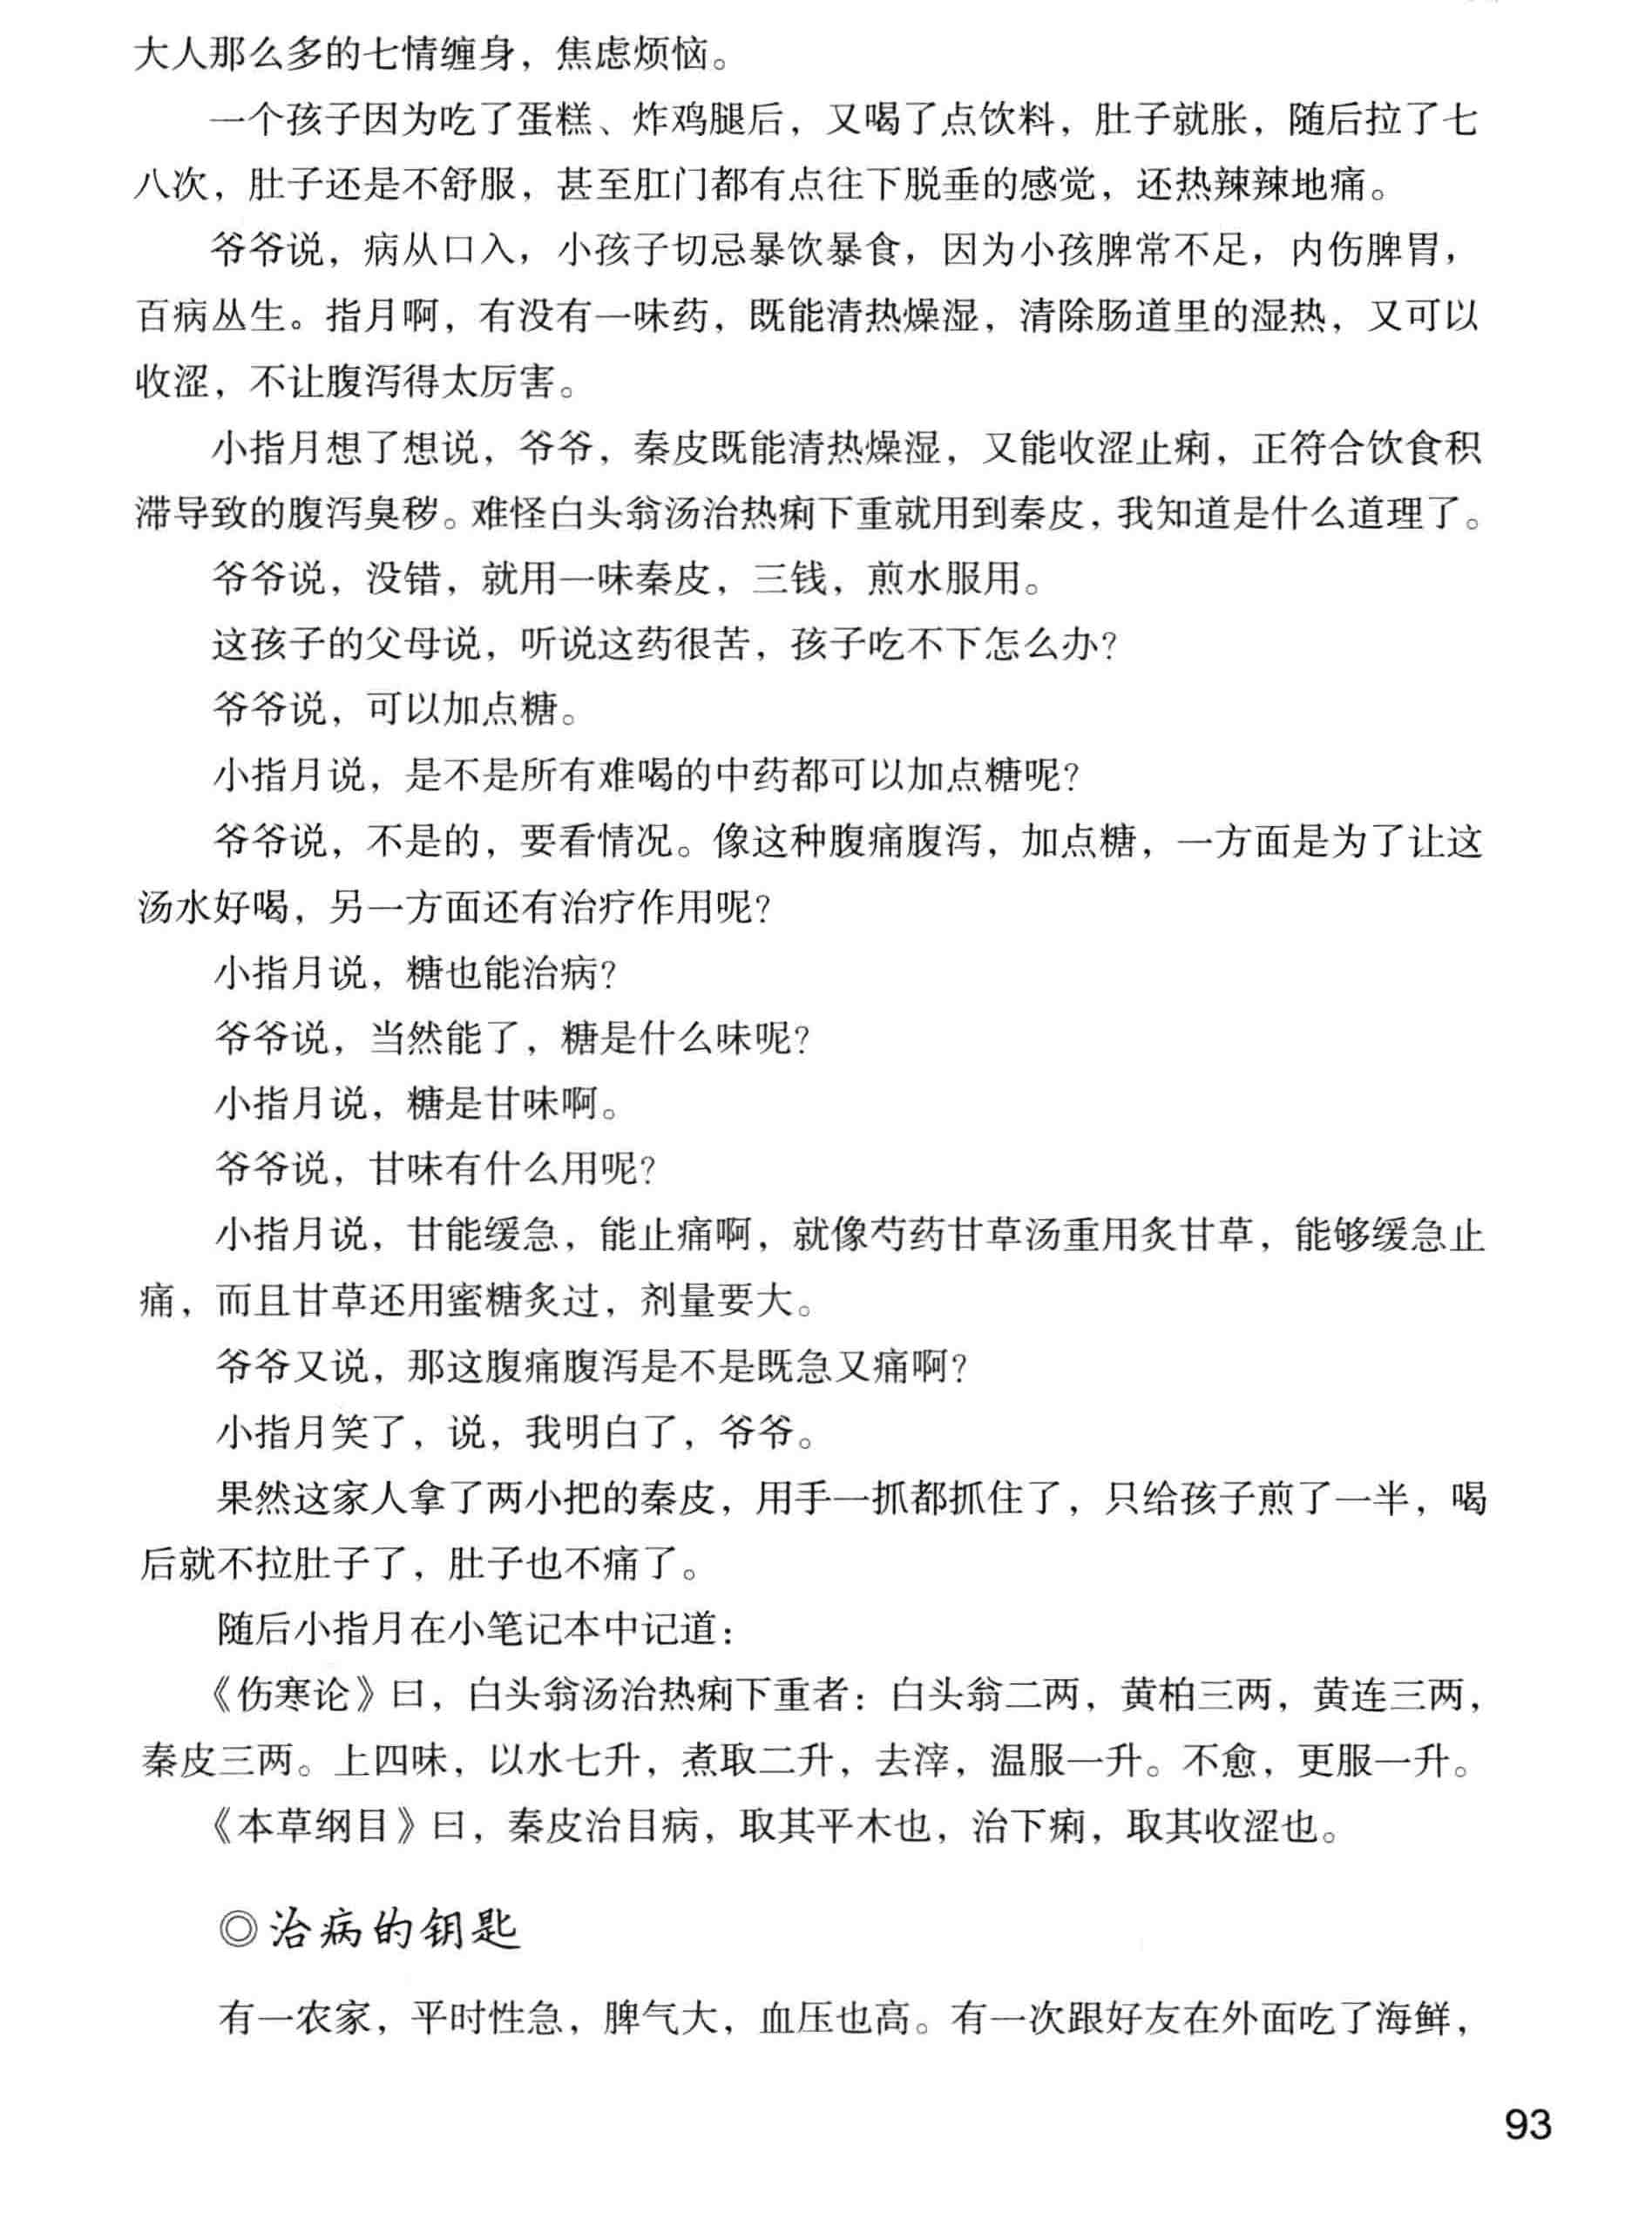 大人那么多的七情缠身，焦虑烦恼。
一个孩子因为吃了蛋糕、炸鸡腿后，又喝了点饮料，肚子就胀，随后拉了七
八次，肚子还是不舒服，甚至肛门都有点往下脱垂的感觉，还热辣辣地痛。
爷爷说，病从口入，小孩子切忌暴饮暴食，因为小孩脾常不足，内伤脾胃，
百病丛生。指月啊，有没有一味药，既能清热燥湿，清除肠道里的湿热，又可以
收涩，不让腹泻得太厉害。
小指月想了想说，爷爷，秦皮既能清热燥湿，又能收涩止痢，正符合饮食积
滞导致的腹泻臭秽。难怪白头翁汤治热痢下重就用到秦皮，我知道是什么道理了。
爷爷说，没错，就用一味秦皮，三钱，煎水服用。
这孩子的父母说，听说这药很苦，孩子吃不下怎么办？
爷爷说，可以加点糖。
小指月说，是不是所有难喝的中药都可以加点糖呢？
爷爷说，不是的，要看情况。像这种腹痛腹泻，加点糖，一方面是为了让这
汤水好喝，另一方面还有治疗作用呢？
小指月说，糖也能治病？
爷爷说，当然能了，糖是什么味呢？
小指月说，糖是甘味啊。
爷爷说，甘味有什么用呢？
小指月说，甘能缓急，能止痛啊，就像芍药甘草汤重用炙甘草，能够缓急止
痛，而且甘草还用蜜糖炙过，剂量要大。
爷爷又说，那这腹痛腹泻是不是既急又痛啊？
小指月笑了，说，我明白了，爷爷。
果然这家人拿了两小把的秦皮，用手一抓都抓住了，只给孩子煎了一半，喝
后就不拉肚子了，肚子也不痛了。
随后小指月在小笔记本中记道：
《伤寒论》曰，白头翁汤治热痢下重者：白头翁二两，黄柏三两，黄连三两，
秦皮三两。上四味，以水七升，煮取二升，去滓，温服一升。不愈，更服一升。
《本草纲目》曰，秦皮治目病，取其平木也，治下痢，取其收涩也。
◎治病的钥匙
有一农家，平时性急，脾气大，血压也高。有一次跟好友在外面吃了海鲜，
93